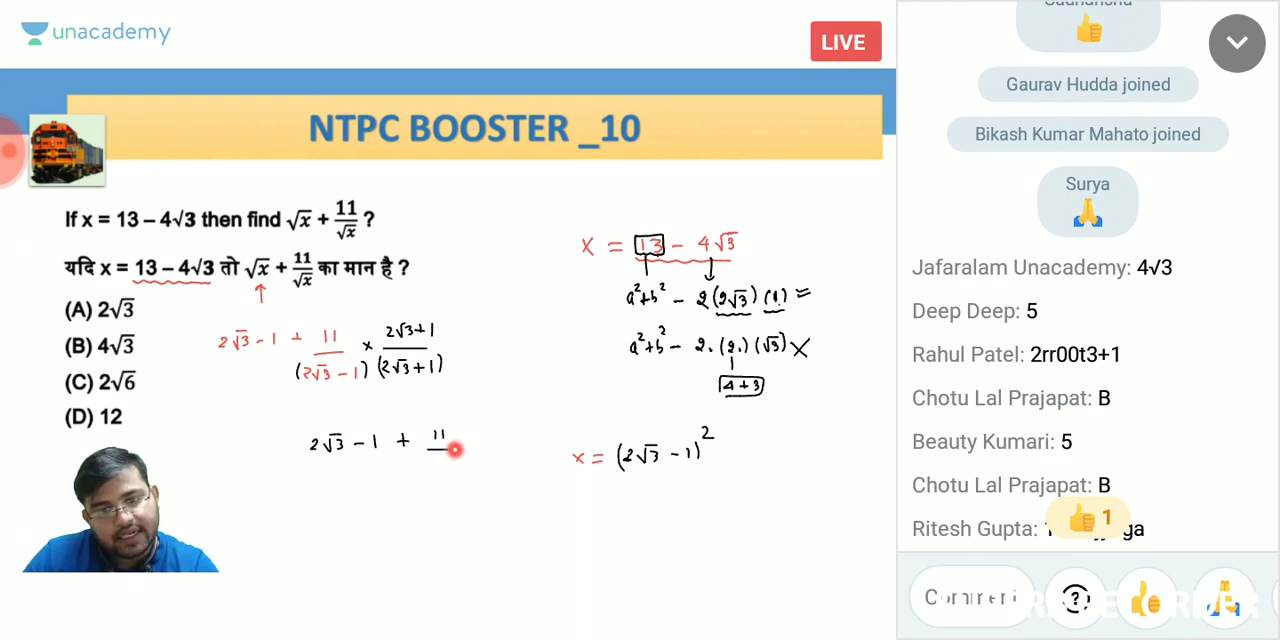 unacademy
LIVE
NTPC BOOSTER _10
If x = 13 – 4√3 then find √x + 11/√x ?
यदि x = 13 – 4√3 तो √x + 11/√x का मान है ?
(A) 2√3
(B) 4√3
(C) 2√6
(D) 12
2√3 - 1 + 11/(2√3 - 1) × (2√3+1)/(2√3+1)
2√3 - 1 + 11
x = 13 - 4√3
a²+b² - 2(2√3)(1) =
a²+b² - 2.(2.)(√3) ×
4+3
x = (2√3 - 1)²
👍
Gaurav Hudda joined
Bikash Kumar Mahato joined
Surya
🙏
Jafaralam Unacademy: 4√3
Deep Deep: 5
Rahul Patel: 2rr00t3+1
Chotu Lal Prajapat: B
Beauty Kumari: 5
Chotu Lal Prajapat: B
Ritesh Gupta:
👍 1